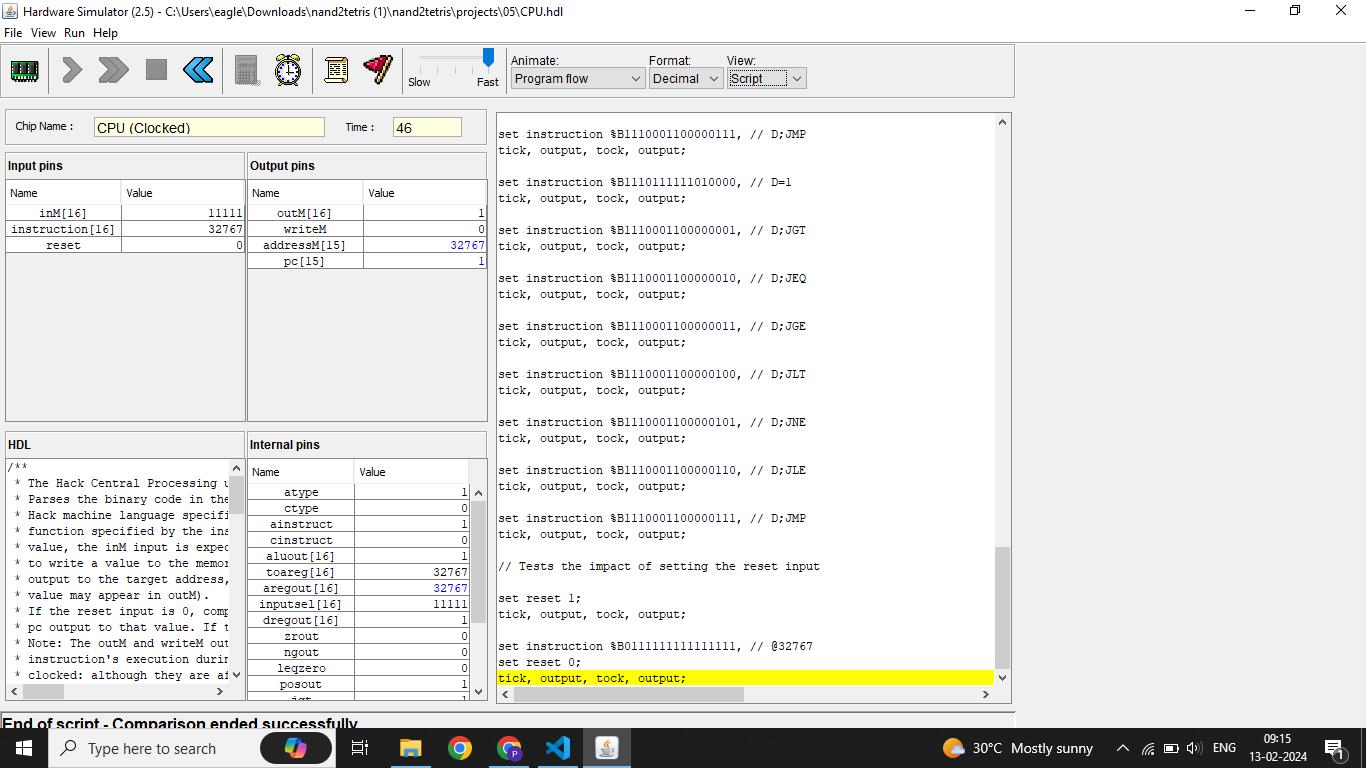 Hardware Simulator (2.5) - C:\Users\eagle\Downloads\nand2tetris (1)\nand2tetris\projects\05\CPU.hdl
File View Run Help
Slow Fast
Animate: Format: View:
Program flow Decimal Script
Chip Name : CPU (Clocked) Time : 46
Input pins
Name Value
inM[16] 11111
instruction[16] 32767
reset 0
Output pins
Name Value
outM[16] 1
writeM 0
addressM[15] 32767
pc[15] 1
HDL
/**
* The Hack Central Processing u
* Parses the binary code in the
* Hack machine language specifi
* function specified by the ins
* value, the inM input is expec
* to write a value to the memor
* output to the target address,
* value may appear in outM).
* If the reset input is 0, comp
* pc output to that value. If t
* Note: The outM and writeM out
* instruction's execution durin
* clocked: although they are af
Internal pins
Name Value
atype 1
ctype 0
ainstruct 1
cinstruct 0
aluout[16] 1
toareg[16] 32767
aregout[16] 32767
inputsel[16] 11111
dregout[16] 1
zrout 0
ngout 0
leqzero 0
posout 1
set instruction %B1110001100000111, // D;JMP
tick, output, tock, output;
set instruction %B1110111111010000, // D=1
tick, output, tock, output;
set instruction %B1110001100000001, // D;JGT
tick, output, tock, output;
set instruction %B1110001100000010, // D;JEQ
tick, output, tock, output;
set instruction %B1110001100000011, // D;JGE
tick, output, tock, output;
set instruction %B1110001100000100, // D;JLT
tick, output, tock, output;
set instruction %B1110001100000101, // D;JNE
tick, output, tock, output;
set instruction %B1110001100000110, // D;JLE
tick, output, tock, output;
set instruction %B1110001100000111, // D;JMP
tick, output, tock, output;
// Tests the impact of setting the reset input
set reset 1;
tick, output, tock, output;
set instruction %B0111111111111111, // @32767
set reset 0;
tick, output, tock, output;
End of script - Comparison ended successfully
Type here to search
30°C Mostly sunny
ENG
09:15
13-02-2024
1